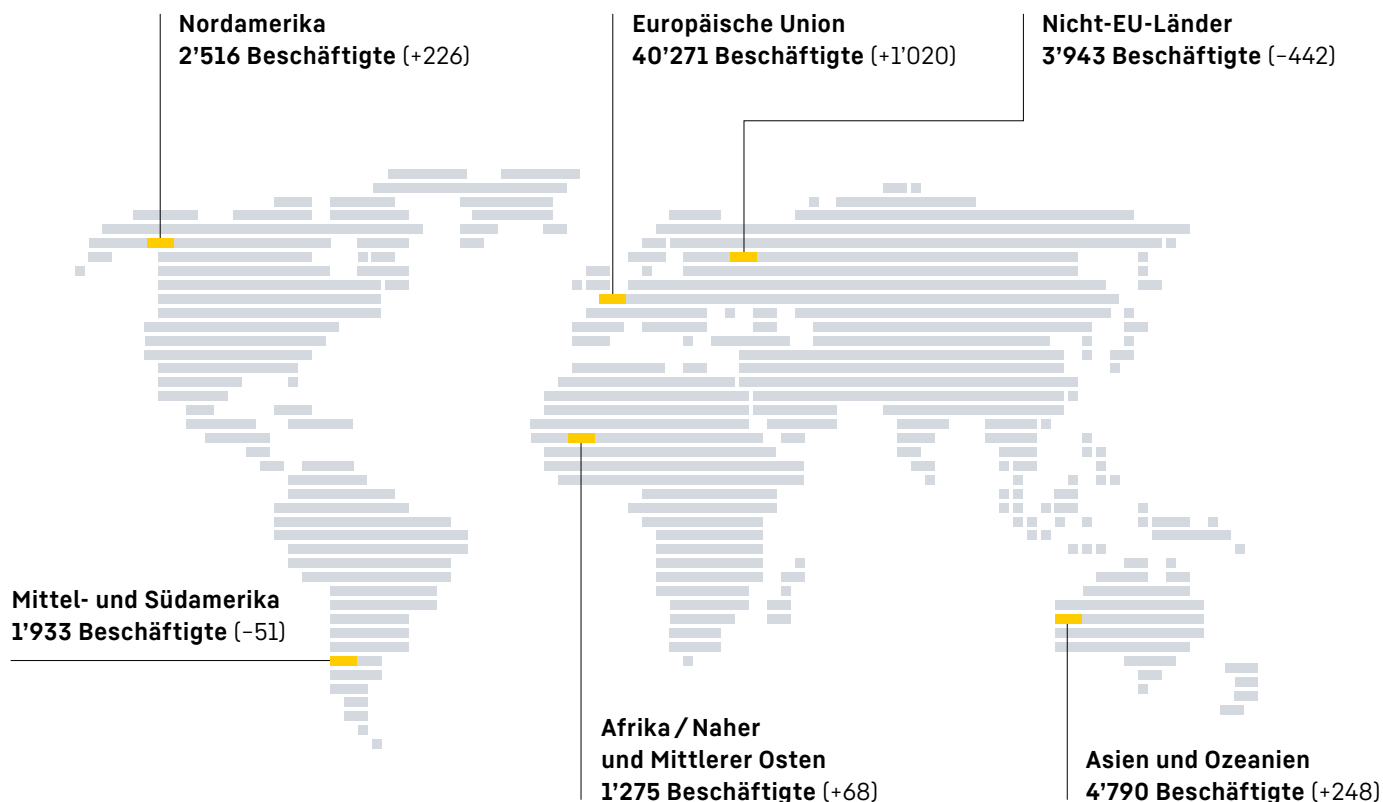 Nordamerika
2’516 Beschäftigte (+226)
Europäische Union
40’271 Beschäftigte (+1’020)
Nicht-EU-Länder
3’943 Beschäftigte (–442)
Mittel- und Südamerika
1’933 Beschäftigte (–51)
Afrika / Naher
und Mittlerer Osten
1’275 Beschäftigte (+68)
Asien und Ozeanien
4’790 Beschäftigte (+248)